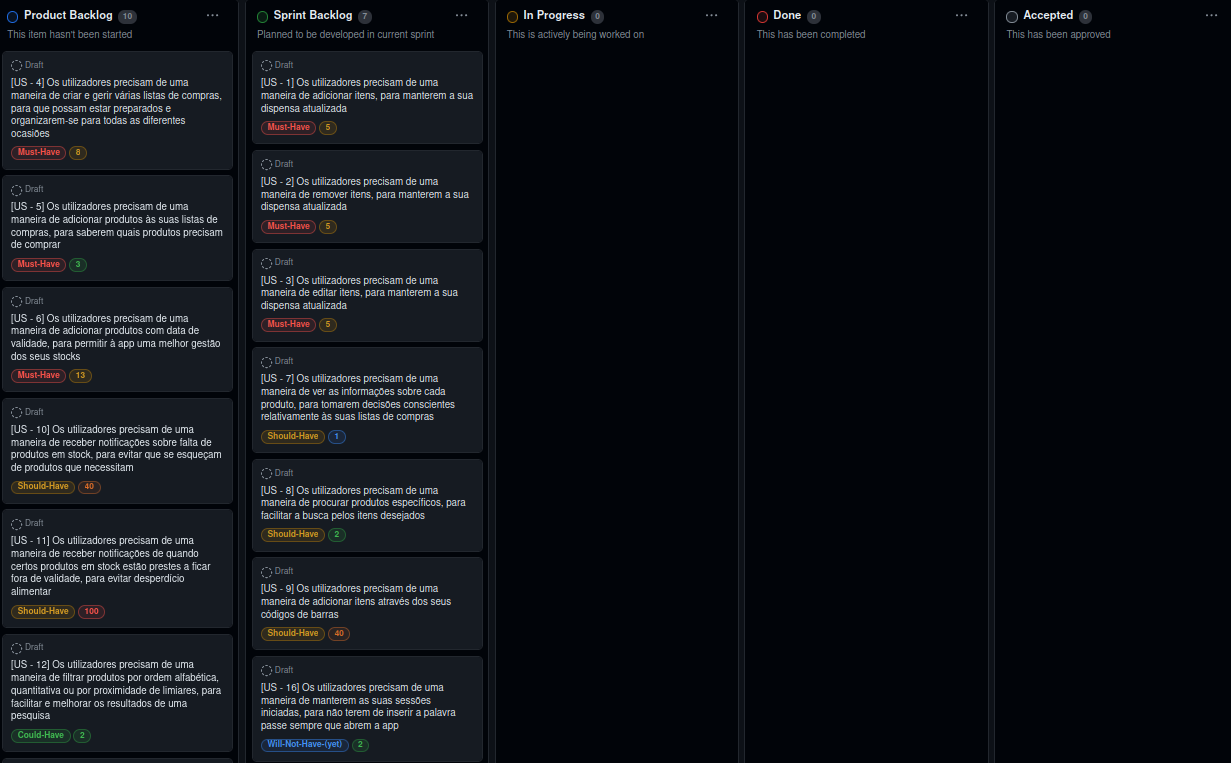 Product Backlog 10
This item hasn't been started
Draft
[US - 4] Os utilizadores precisam de uma
maneira de criar e gerir várias listas de compras,
para que possam estar preparados e
organizarem-se para todas as diferentes
ocasiões
Must-Have 8
Draft
[US - 5] Os utilizadores precisam de uma
maneira de adicionar produtos às suas listas de
compras, para saberem quais produtos precisam
de comprar
Must-Have 3
Draft
[US - 6] Os utilizadores precisam de uma
maneira de adicionar produtos com data de
validade, para permitir à app uma melhor gestão
dos seus stocks
Must-Have 13
Draft
[US - 10] Os utilizadores precisam de uma
maneira de receber notificações sobre falta de
produtos em stock, para evitar que se esqueçam
de produtos que necessitam
Should-Have 40
Draft
[US - 11] Os utilizadores precisam de uma
maneira de receber notificações de quando
certos produtos em stock estão prestes a ficar
fora de validade, para evitar desperdício
alimentar
Should-Have 100
Draft
[US - 12] Os utilizadores precisam de uma
maneira de filtrar produtos por ordem alfabética,
quantitativa ou por proximidade de limiares, para
facilitar e melhorar os resultados de uma
pesquisa
Could-Have 2
Sprint Backlog 7
Planned to be developed in current sprint
Draft
[US - 1] Os utilizadores precisam de uma
maneira de adicionar itens, para manterem a sua
dispensa atualizada
Must-Have 5
Draft
[US - 2] Os utilizadores precisam de uma
maneira de remover itens, para manterem a sua
dispensa atualizada
Must-Have 5
Draft
[US - 3] Os utilizadores precisam de uma
maneira de editar itens, para manterem a sua
dispensa atualizada
Must-Have 5
Draft
[US - 7] Os utilizadores precisam de uma
maneira de ver as informações sobre cada
produto, para tomarem decisões conscientes
relativamente às suas listas de compras
Should-Have 1
Draft
[US - 8] Os utilizadores precisam de uma
maneira de procurar produtos específicos, para
facilitar a busca pelos itens desejados
Should-Have 2
Draft
[US - 9] Os utilizadores precisam de uma
maneira de adicionar itens através dos seus
códigos de barras
Should-Have 40
Draft
[US - 16] Os utilizadores precisam de uma
maneira de manterem as suas sessões
iniciadas, para não terem de inserir a palavra
passe sempre que abrem a app
Will-Not-Have-(yet) 2
In Progress 0
This is actively being worked on
Done 0
This has been completed
Accepted 0
This has been approved